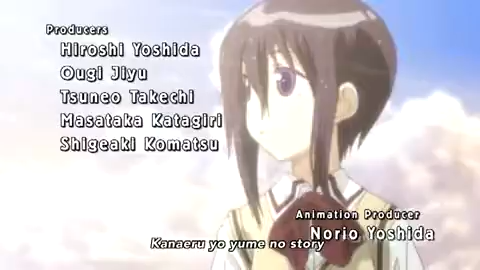 Producers
Hiroshi Yoshida
Ougi Jiyu
Tsuneo Takechi
Masataka Katagiri
Shigeaki Komatsu
Animation Producer
Norio Yoshida
Kanaeru yo yume no story